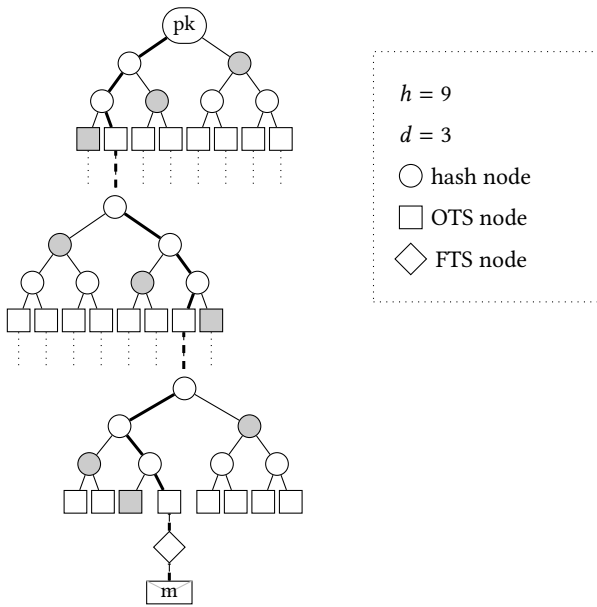 pk
h = 9
d = 3
hash node
OTS node
FTS node
m